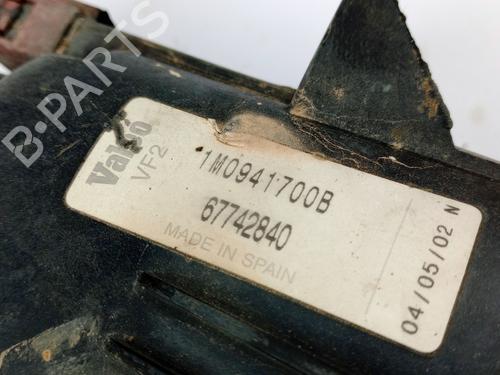 B-PARTS
Valeo
VF2
1M0941700B
67742840
MADE IN SPAIN
04/05/02 N